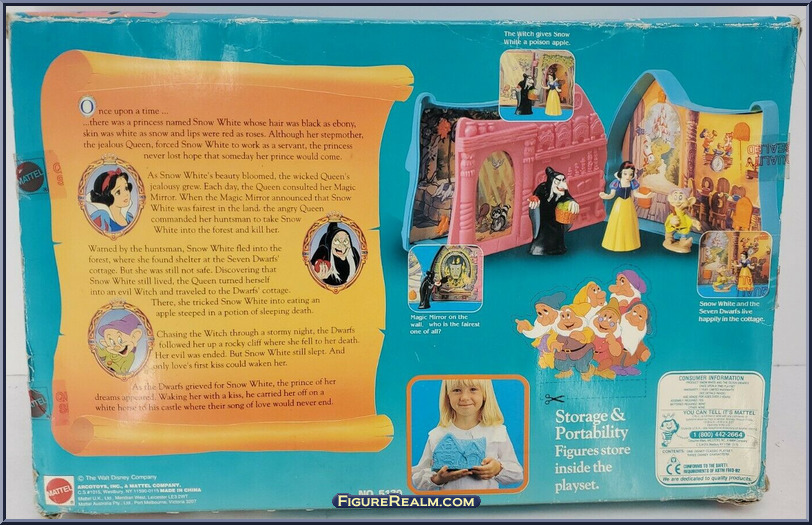 The Witch gives Snow
White a poison apple.
Once upon a time ...
...there was a princess named Snow White whose hair was black as ebony,
skin was white as snow and lips were red as roses. Although her stepmother,
the jealous Queen, forced Snow White to work as a servant, the princess
never lost hope that someday her prince would come.
As Snow White's beauty bloomed, the wicked Queen's
jealousy grew. Each day, the Queen consulted her Magic
Mirror. When the Magic Mirror announced that Snow
White was fairest in the land, the angry Queen
commanded her huntsman to take Snow
White into the forest and kill her.
Warned by the huntsman, Snow White fled into the
forest, where she found shelter at the Seven Dwarfs'
cottage. But she was still not safe. Discovering that
Snow White still lived, the Queen turned herself
into an evil Witch and traveled to the Dwarfs' cottage.
There, she tricked Snow White into eating an
apple steeped in a potion of sleeping death.
Chasing the Witch through a stormy night, the Dwarfs
followed her up a rocky cliff where she fell to her death.
Her evil was ended. But Snow White still slept. And
only love's first kiss could waken her.
As the Dwarfs grieved for Snow White, the prince of her
dreams appeared. Waking her with a kiss, he carried her off on a
white horse to his castle where their song of love would never end.
MATTEL
Magic Mirror on the
wall, who is the fairest
one of all?
Snow White and the
Seven Dwarfs live
happily in the cottage.
Storage &
Portability
Figures store
inside the
playset.
CONSUMER INFORMATION
YOU CAN TELL IT'S MATTEL
1 (800) 442-2664
CE
CONFORMS TO THE SAFETY
REQUIREMENTS OF ASTM F963-92
We are dedicated to quality products.
MATTEL
© The Walt Disney Company
ARCOTOYS, INC., A MATTEL COMPANY.
MADE IN CHINA
NO. 5120
FigureRealm.com